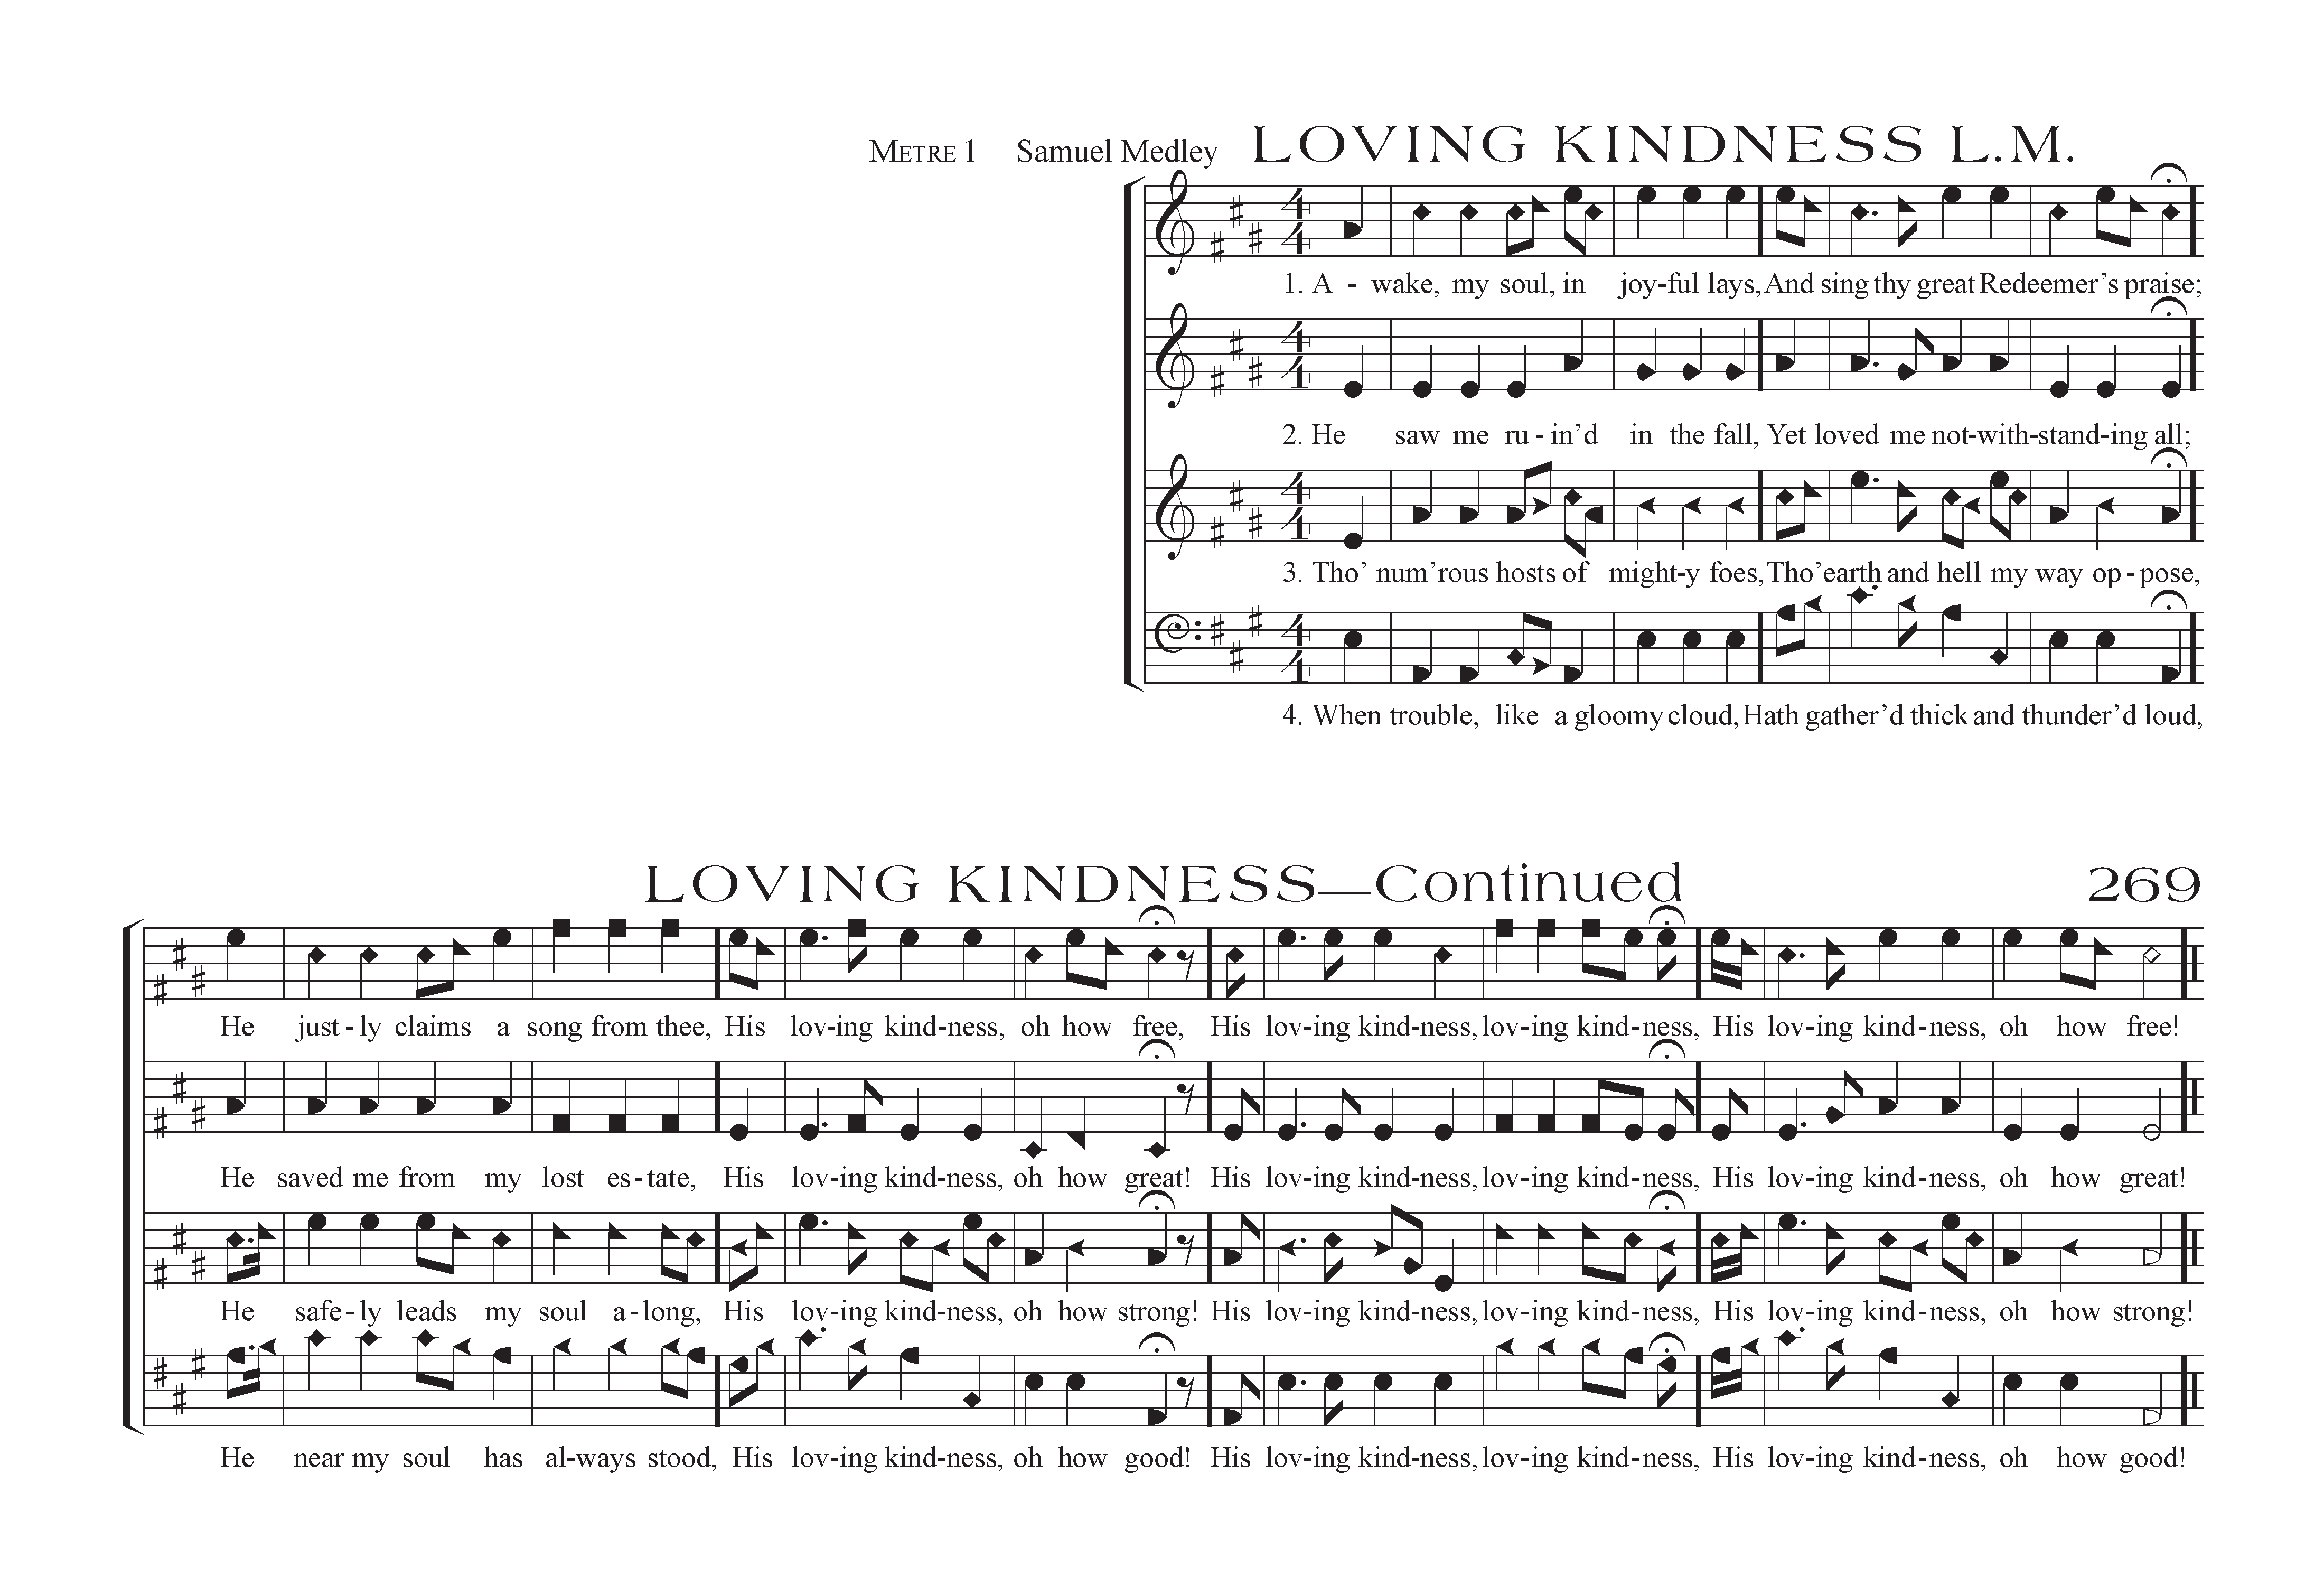 METRE 1 Samuel Medley LOVING KINDNESS L.M.
4 4
1. A - wake, my soul, in joy-ful lays, And sing thy great Redeemer's praise;
4 4
2. He saw me ru - in'd in the fall, Yet loved me not-with-stand-ing all;
4 4
3. Tho' num'rous hosts of might-y foes, Tho' earth and hell my way op - pose,
4 4
4. When trouble, like a gloomy cloud, Hath gather'd thick and thunder'd loud,
LOVING KINDNESS—Continued 269
He just - ly claims a song from thee, His lov-ing kind-ness, oh how free, His lov-ing kind-ness, lov-ing kind-ness, His lov-ing kind-ness, oh how free!
He saved me from my lost es - tate, His lov-ing kind-ness, oh how great! His lov-ing kind-ness, lov-ing kind-ness, His lov-ing kind-ness, oh how great!
He safe - ly leads my soul a - long, His lov-ing kind-ness, oh how strong! His lov-ing kind-ness, lov-ing kind-ness, His lov-ing kind-ness, oh how strong!
He near my soul has al-ways stood, His lov-ing kind-ness, oh how good! His lov-ing kind-ness, lov-ing kind-ness, His lov-ing kind-ness, oh how good!